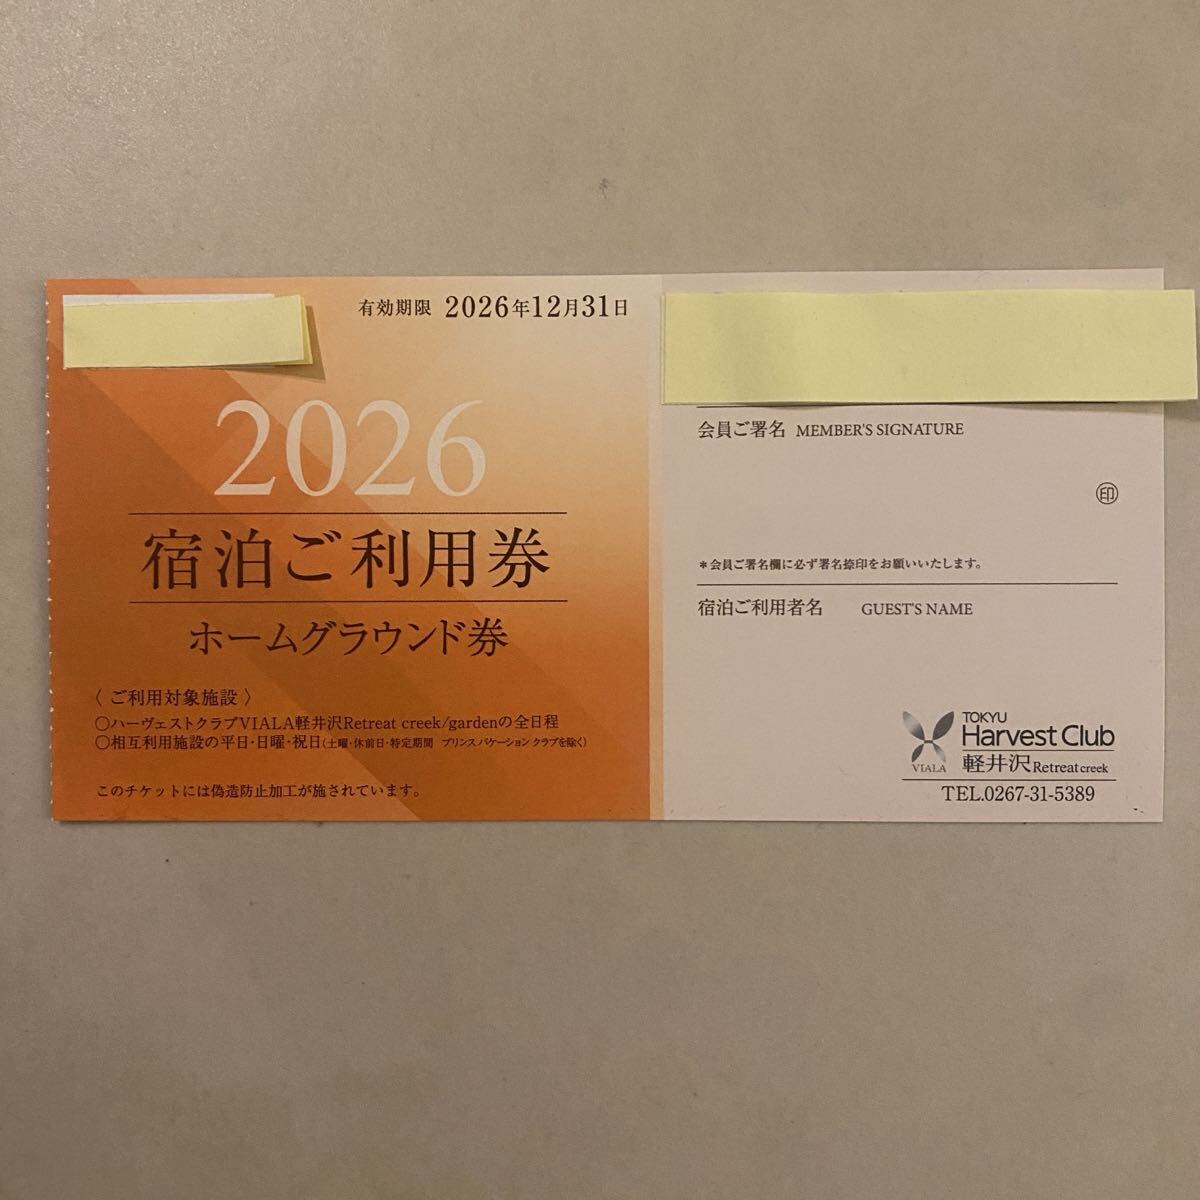 有効期限 2026年12月31日
2026
宿泊ご利用券
ホームグラウンド券
〈 ご利用対象施設 〉
○ハーヴェストクラブVIALA軽井沢Retreat creek/gardenの全日程
○相互利用施設の平日・日曜・祝日(土曜・休前日・特定期間 プリンス バケーション クラブを除く)
このチケットには偽造防止加工が施されています。
会員ご署名 MEMBER'S SIGNATURE
印
＊会員ご署名欄に必ず署名捺印をお願いいたします。
宿泊ご利用者名 GUEST'S NAME
TOKYU
Harvest Club
VIALA 軽井沢 Retreat creek
TEL.0267-31-5389